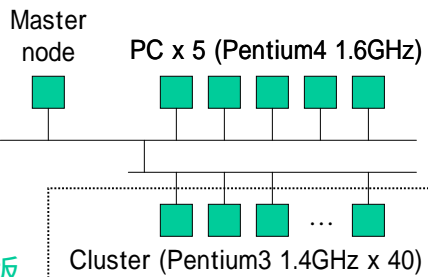 Master
node
PC x 5 (Pentium4 1.6GHz)
...
Cluster (Pentium3 1.4GHz x 40)